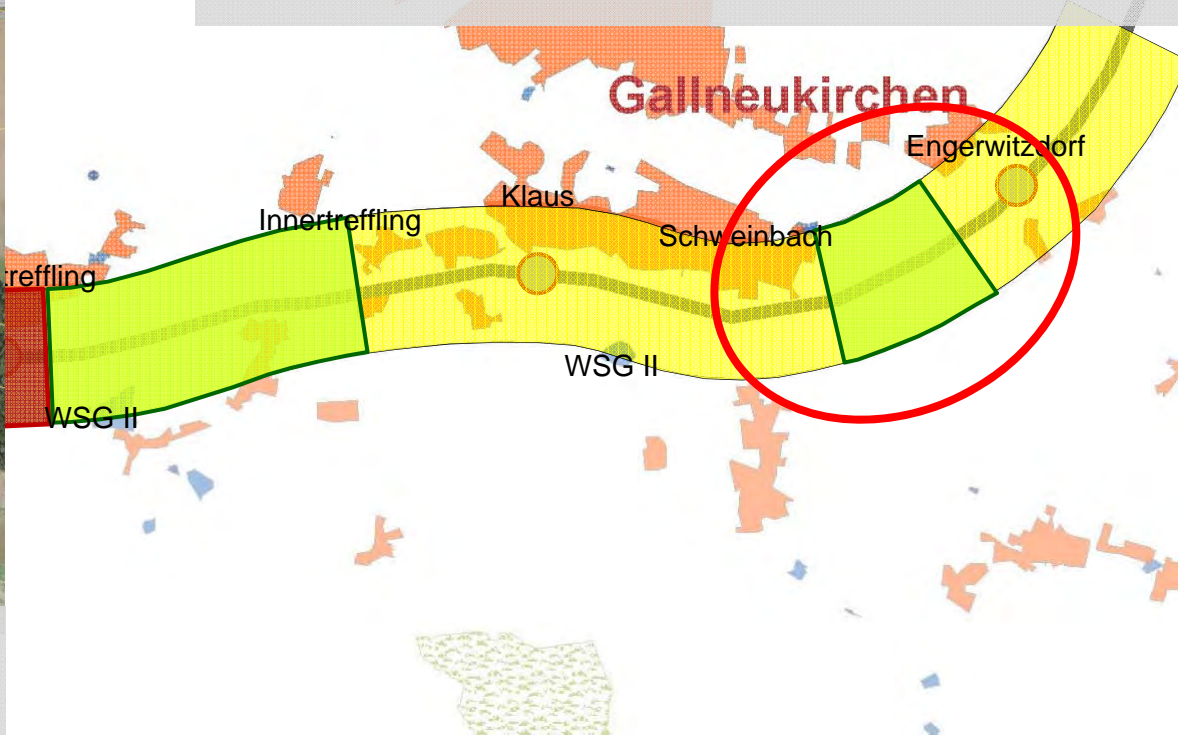 Gallneukirchen
Engerwitzdorf
Klaus
Innertreffling
Schweinbach
treffling
WSG II
WSG II